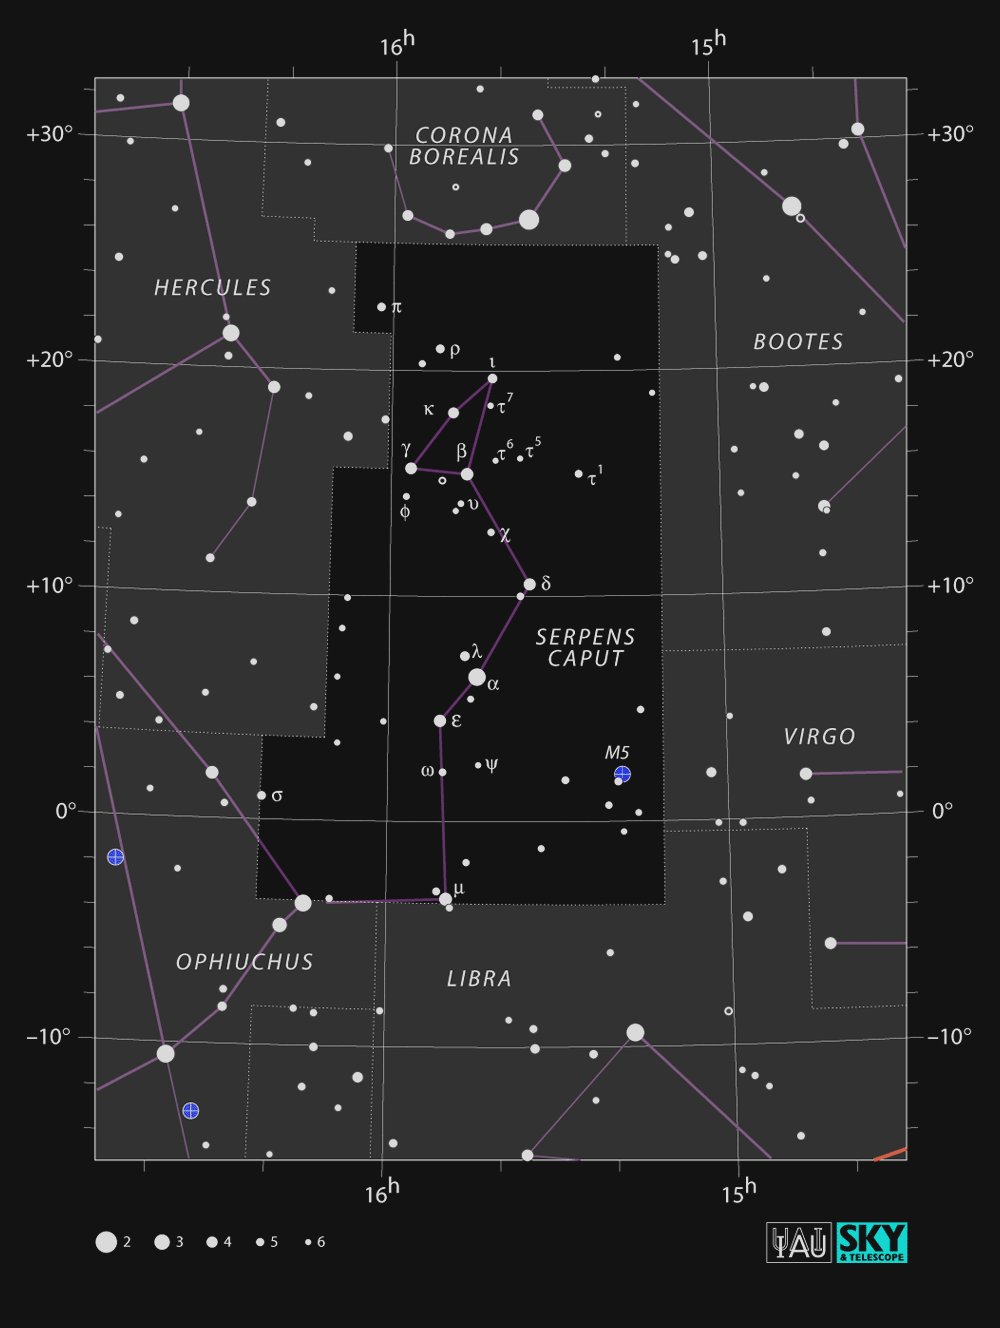 16h 15h
+30° +30°
CORONA
BOREALIS
HERCULES
π
BOOTES
ρ
+20° +20°
ι
κ τ7
γ β τ6 τ5
τ1
ϕ υ
χ
+10° δ +10°
SERPENS
CAPUT
λ
α
ε
VIRGO
M5
ω ψ
σ
0° 0°
μ
OPHIUCHUS
LIBRA
−10° −10°
16h 15h
2 3 4 5 6
IAU SKY
& TELESCOPE